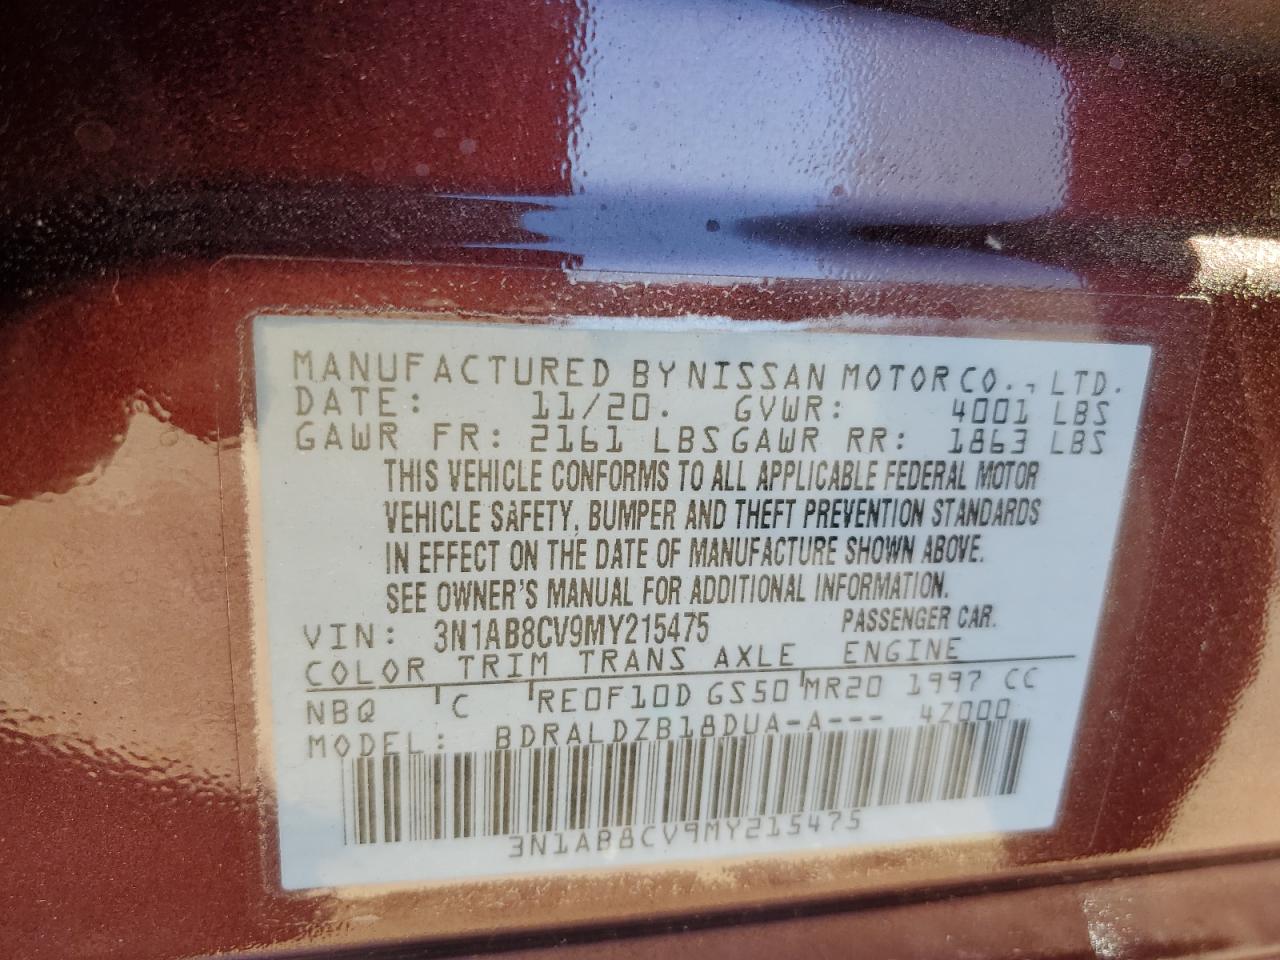 MANUFACTURED BY NISSAN MOTOR CO., LTD.
DATE: 11/20. GVWR: 4001 LBS
GAWR FR: 2161 LBS GAWR RR: 1863 LBS
THIS VEHICLE CONFORMS TO ALL APPLICABLE FEDERAL MOTOR
VEHICLE SAFETY, BUMPER AND THEFT PREVENTION STANDARDS
IN EFFECT ON THE DATE OF MANUFACTURE SHOWN ABOVE.
SEE OWNER'S MANUAL FOR ADDITIONAL INFORMATION.
VIN: 3N1AB8CV9MY215475 PASSENGER CAR.
COLOR TRIM TRANS AXLE ENGINE
NBQ C RE0F10D GS50 MR20 1997 CC
MODEL: BDRALDZB18DUA-A--- 4Z000
3N1AB8CV9MY215475